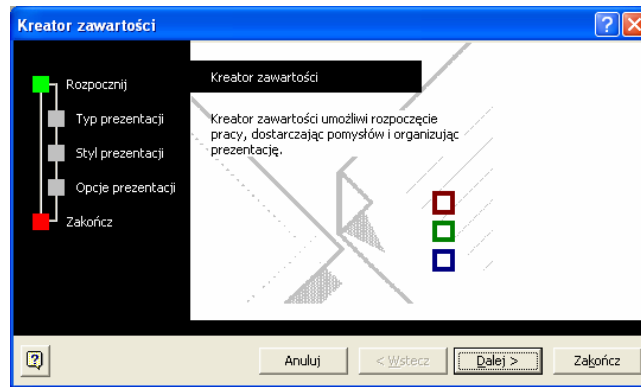 Kreator zawartości
Rozpocznij
Typ prezentacji
Styl prezentacji
Opcje prezentacji
Zakończ
Kreator zawartości
Kreator zawartości umożliwi rozpoczęcie
pracy, dostarczając pomysłów i organizując
prezentację.
Anuluj
< Wstecz
Dalej >
Zakończ